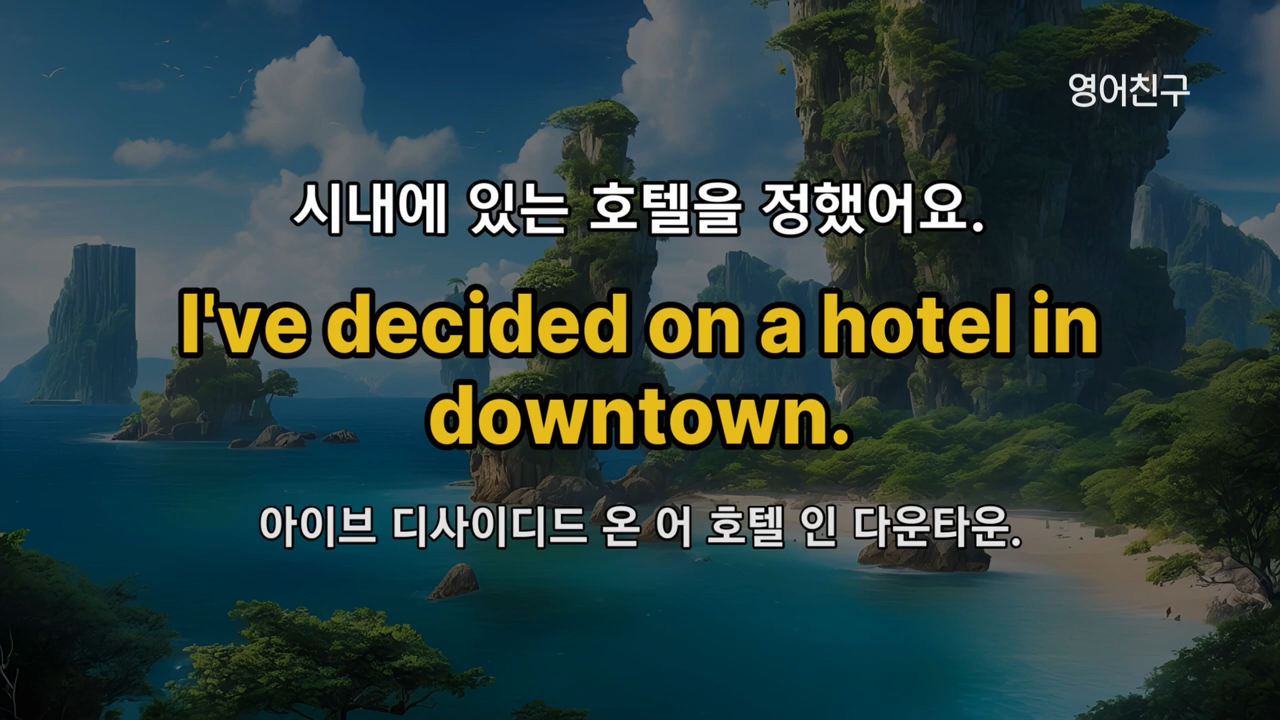 영어친구
시내에 있는 호텔을 정했어요.
I've decided on a hotel in
downtown.
아이브 디사이디드 온 어 호텔 인 다운타운.